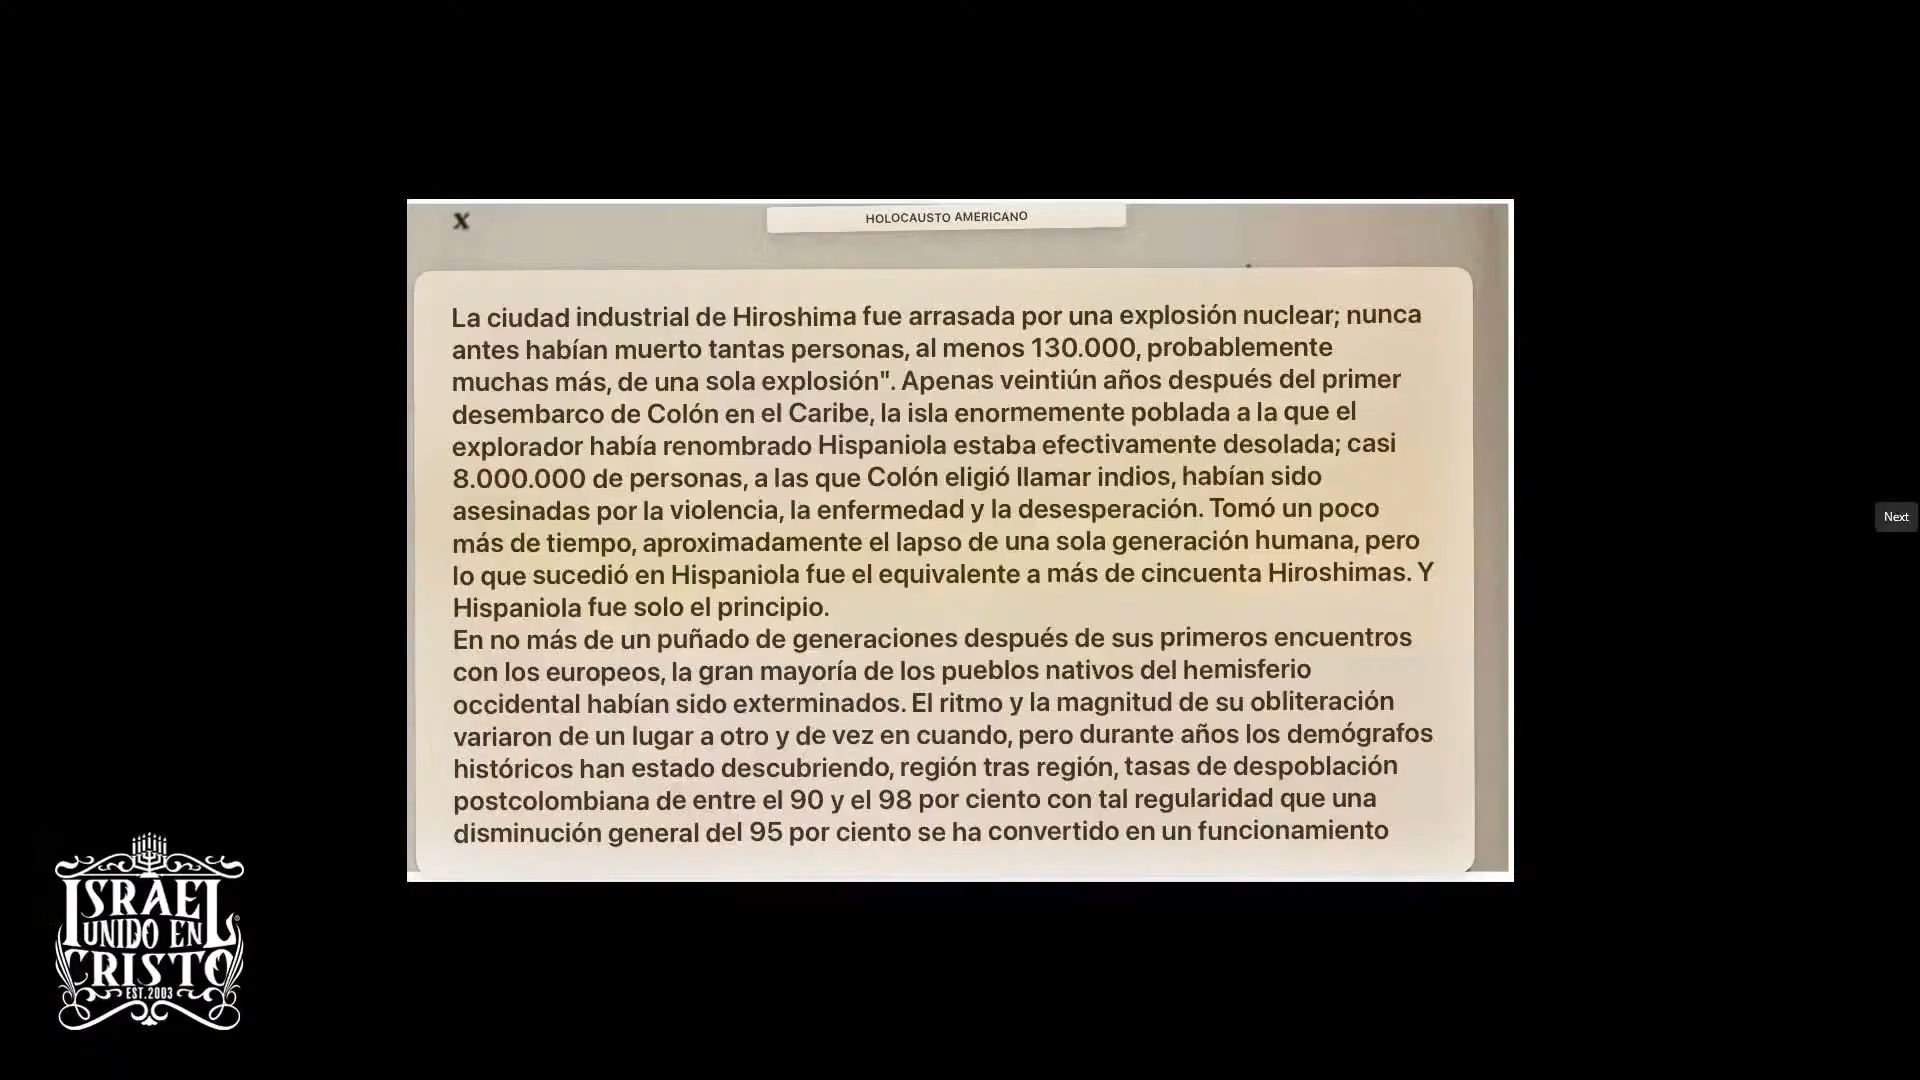 x
HOLOCAUSTO AMERICANO
La ciudad industrial de Hiroshima fue arrasada por una explosión nuclear; nunca
antes habían muerto tantas personas, al menos 130.000, probablemente
muchas más, de una sola explosión". Apenas veintiún años después del primer
desembarco de Colón en el Caribe, la isla enormemente poblada a la que el
explorador había renombrado Hispaniola estaba efectivamente desolada; casi
8.000.000 de personas, a las que Colón eligió llamar indios, habían sido
asesinadas por la violencia, la enfermedad y la desesperación. Tomó un poco
más de tiempo, aproximadamente el lapso de una sola generación humana, pero
lo que sucedió en Hispaniola fue el equivalente a más de cincuenta Hiroshimas. Y
Hispaniola fue solo el principio.
En no más de un puñado de generaciones después de sus primeros encuentros
con los europeos, la gran mayoría de los pueblos nativos del hemisferio
occidental habían sido exterminados. El ritmo y la magnitud de su obliteración
variaron de un lugar a otro y de vez en cuando, pero durante años los demógrafos
históricos han estado descubriendo, región tras región, tasas de despoblación
postcolombiana de entre el 90 y el 98 por ciento con tal regularidad que una
disminución general del 95 por ciento se ha convertido en un funcionamiento
Next
ISRAEL
UNIDO EN
CRISTO
EST.2003